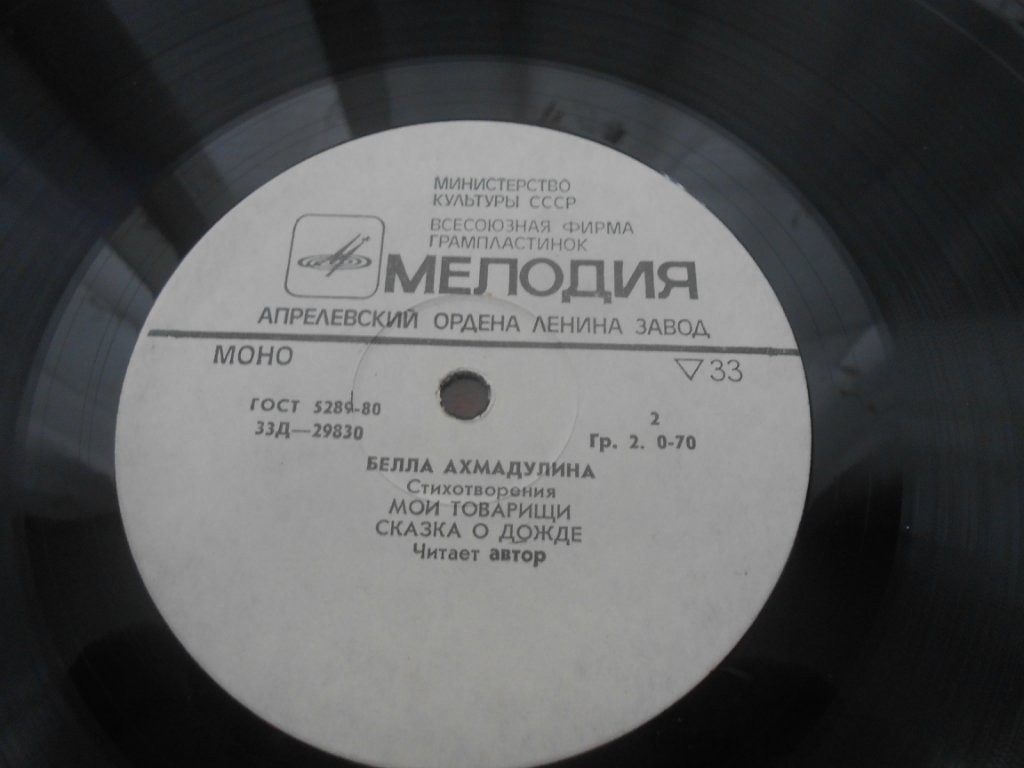 МИНИСТЕРСТВО
КУЛЬТУРЫ СССР
ВСЕСОЮЗНАЯ ФИРМА
ГРАМПЛАСТИНОК
МЕЛОДИЯ
АПРЕЛЕВСКИЙ ОРДЕНА ЛЕНИНА ЗАВОД
МОНО
▽33
ГОСТ 5289-80
33Д—29830
2
Гр. 2. 0-70
БЕЛЛА АХМАДУЛИНА
Стихотворения
МОИ ТОВАРИЩИ
СКАЗКА О ДОЖДЕ
Читает автор